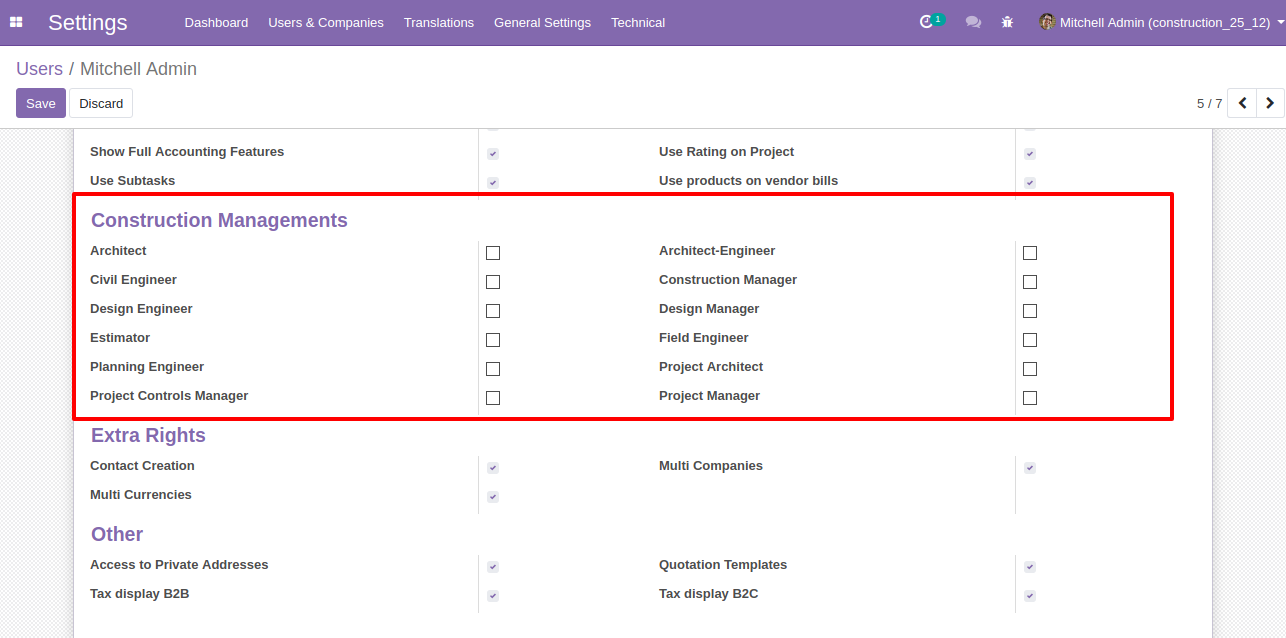 Settings Dashboard Users & Companies Translations General Settings Technical 1 Mitchell Admin (construction_25_12)
Users / Mitchell Admin
Save Discard 5 / 7
Show Full Accounting Features Use Rating on Project
Use Subtasks Use products on vendor bills
Construction Managements
Architect Architect-Engineer
Civil Engineer Construction Manager
Design Engineer Design Manager
Estimator Field Engineer
Planning Engineer Project Architect
Project Controls Manager Project Manager
Extra Rights
Contact Creation Multi Companies
Multi Currencies
Other
Access to Private Addresses Quotation Templates
Tax display B2B Tax display B2C